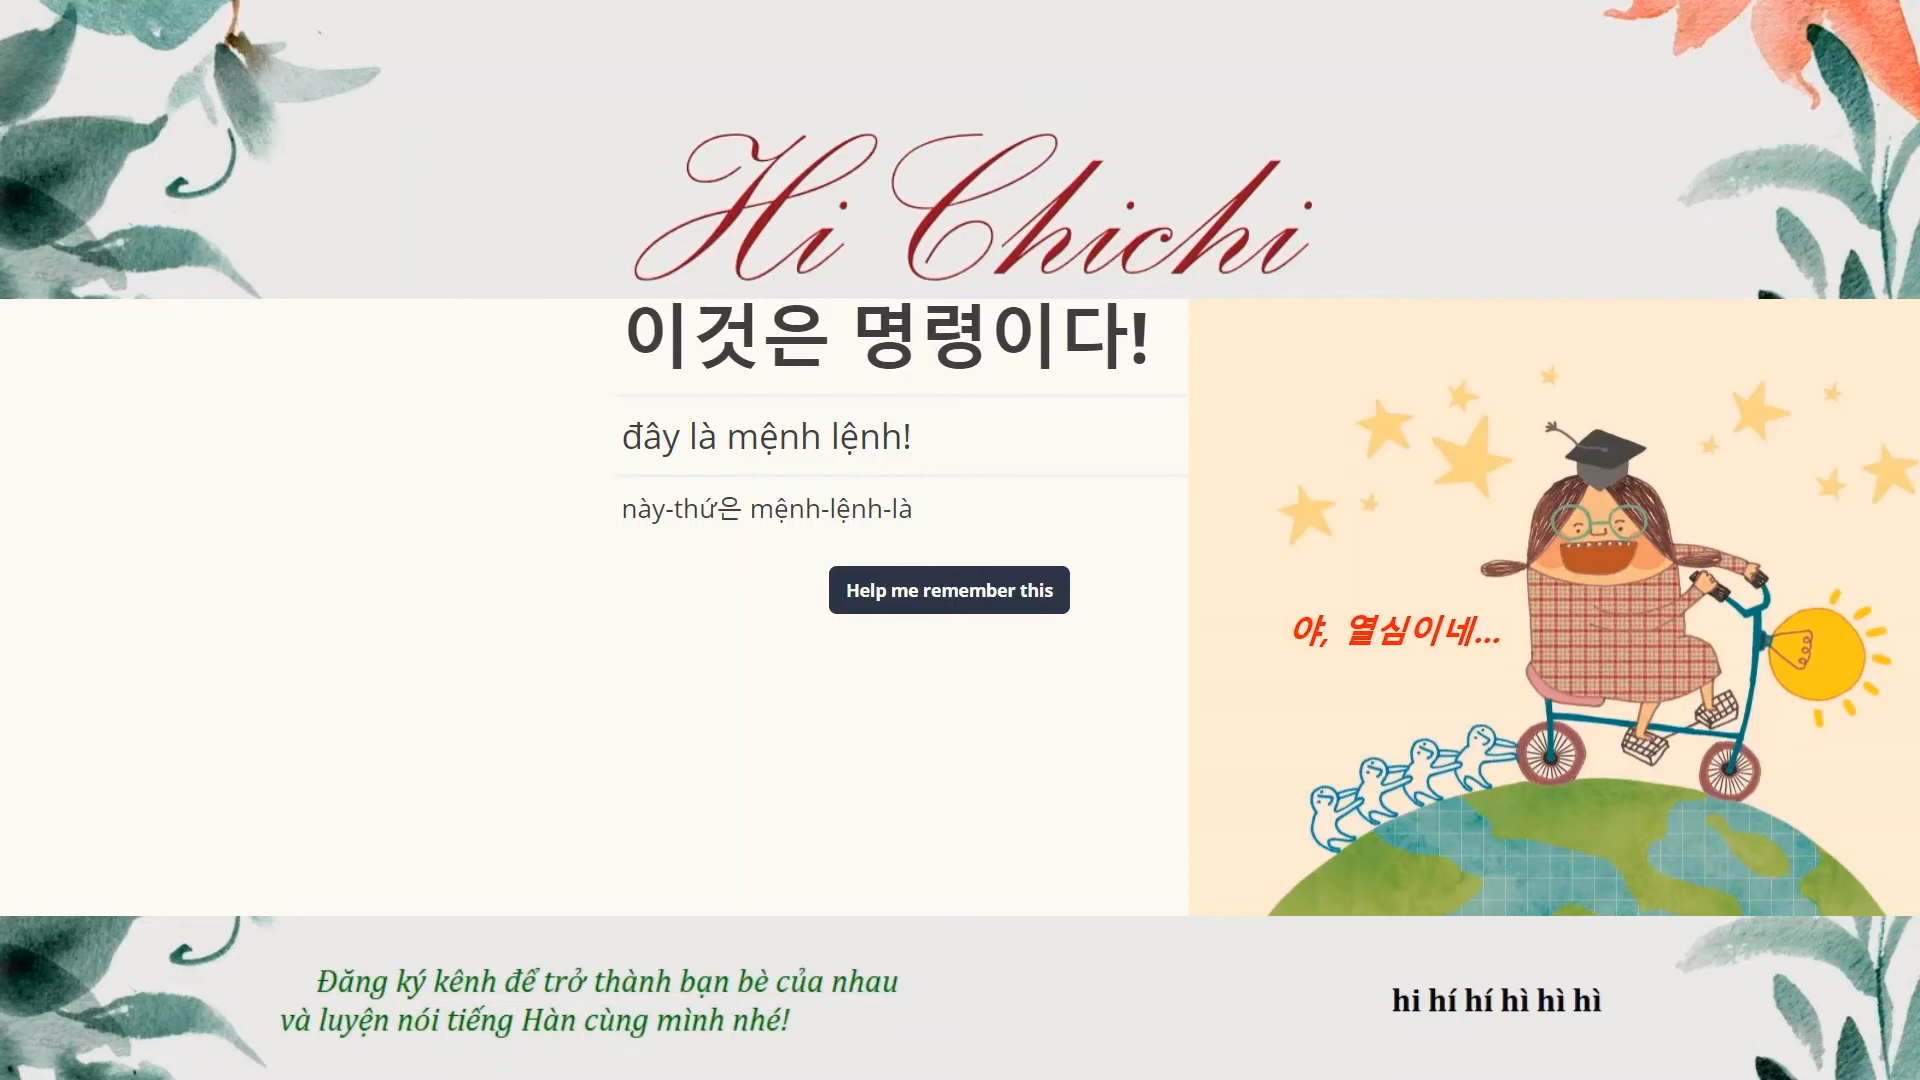 Hi Chichi
이것은 명령이다!
đây là mệnh lệnh!
này-thứ은 mệnh-lệnh-là
Help me remember this
야, 열심이네...
Đăng ký kênh để trở thành bạn bè của nhau
và luyện nói tiếng Hàn cùng mình nhé!
hi hí hí hì hì hì